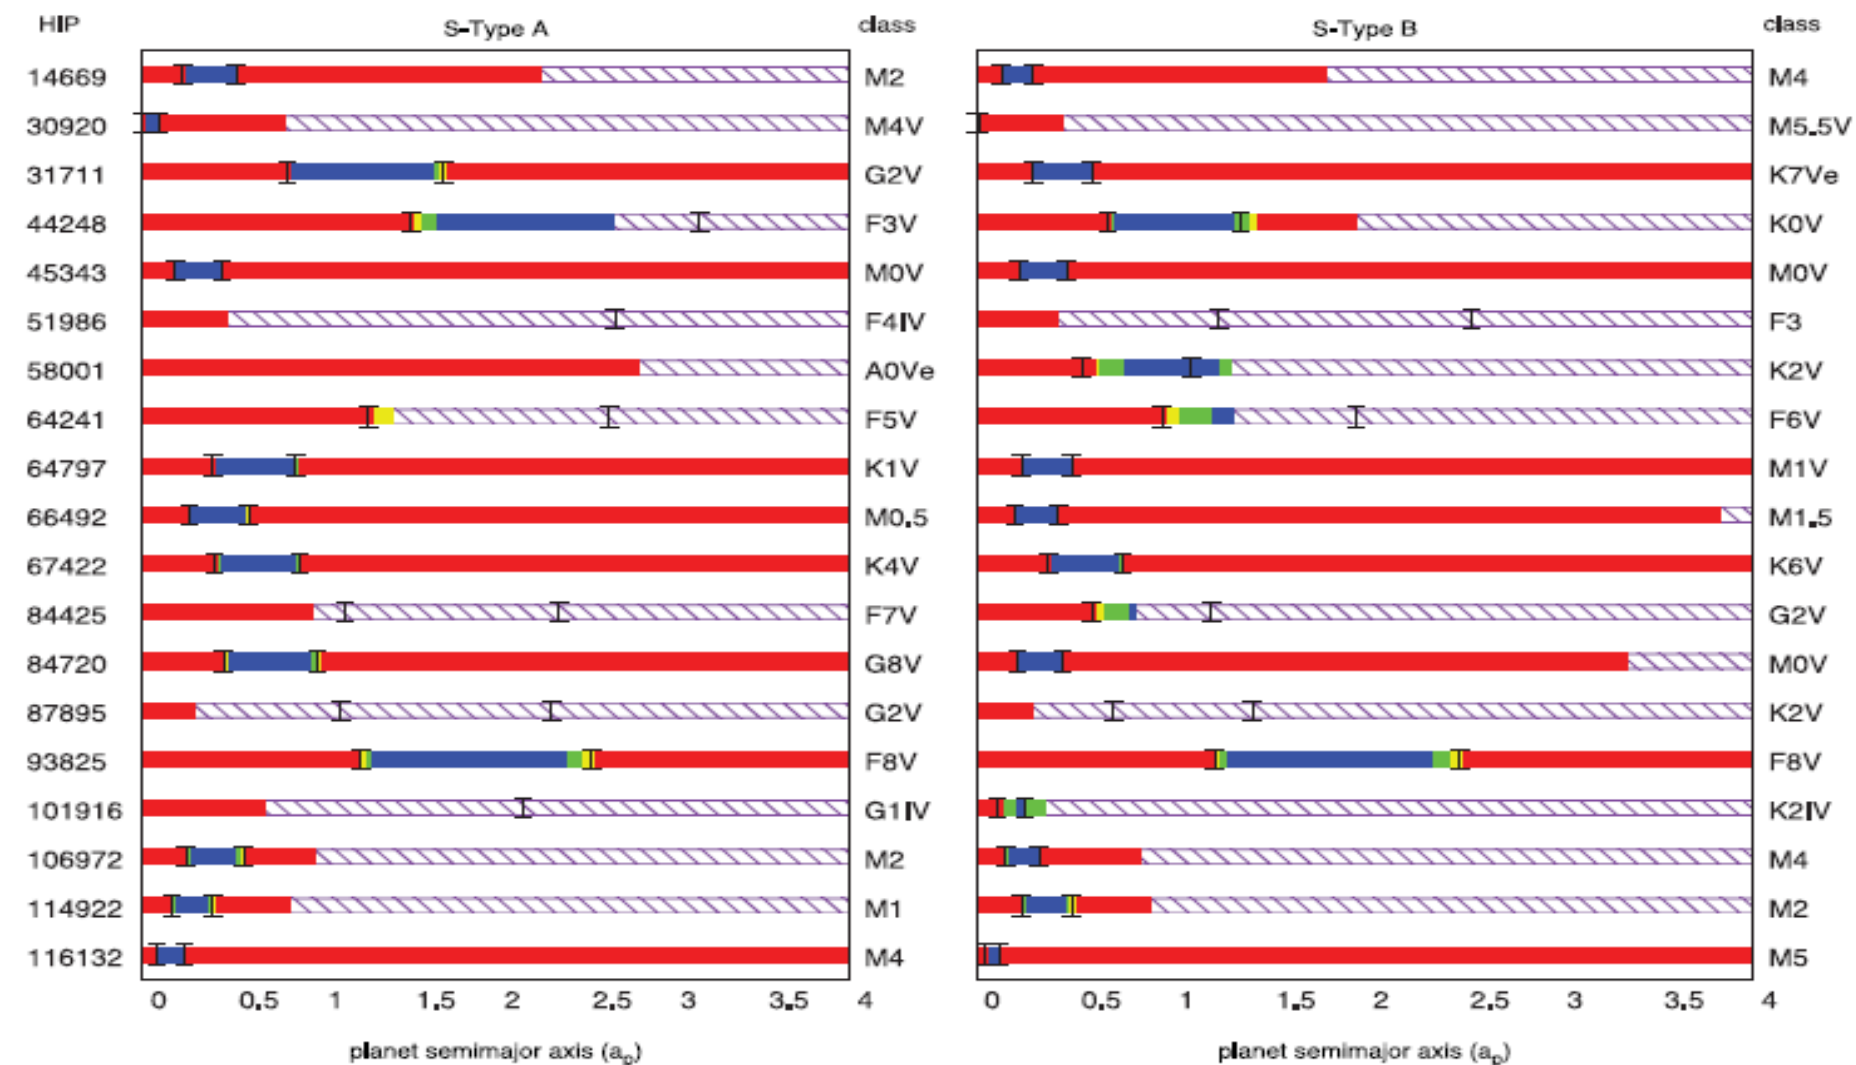 HIP S-Type A class S-Type B class
14669 M2 M4
30920 M4V M5.5V
31711 G2V K7Ve
44248 F3V K0V
45343 M0V M0V
51986 F4IV F3
58001 A0Ve K2V
64241 F5V F6V
64797 K1V M1V
66492 M0.5 M1.5
67422 K4V K6V
84425 F7V G2V
84720 G8V M0V
87895 G2V K2V
93825 F8V F8V
101916 G1IV K2IV
106972 M2 M4
114922 M1 M2
116132 M4 M5
0 0.5 1 1.5 2 2.5 3 3.5 4 0 0.5 1 1.5 2 2.5 3 3.5 4
planet semimajor axis (ap) planet semimajor axis (ap)